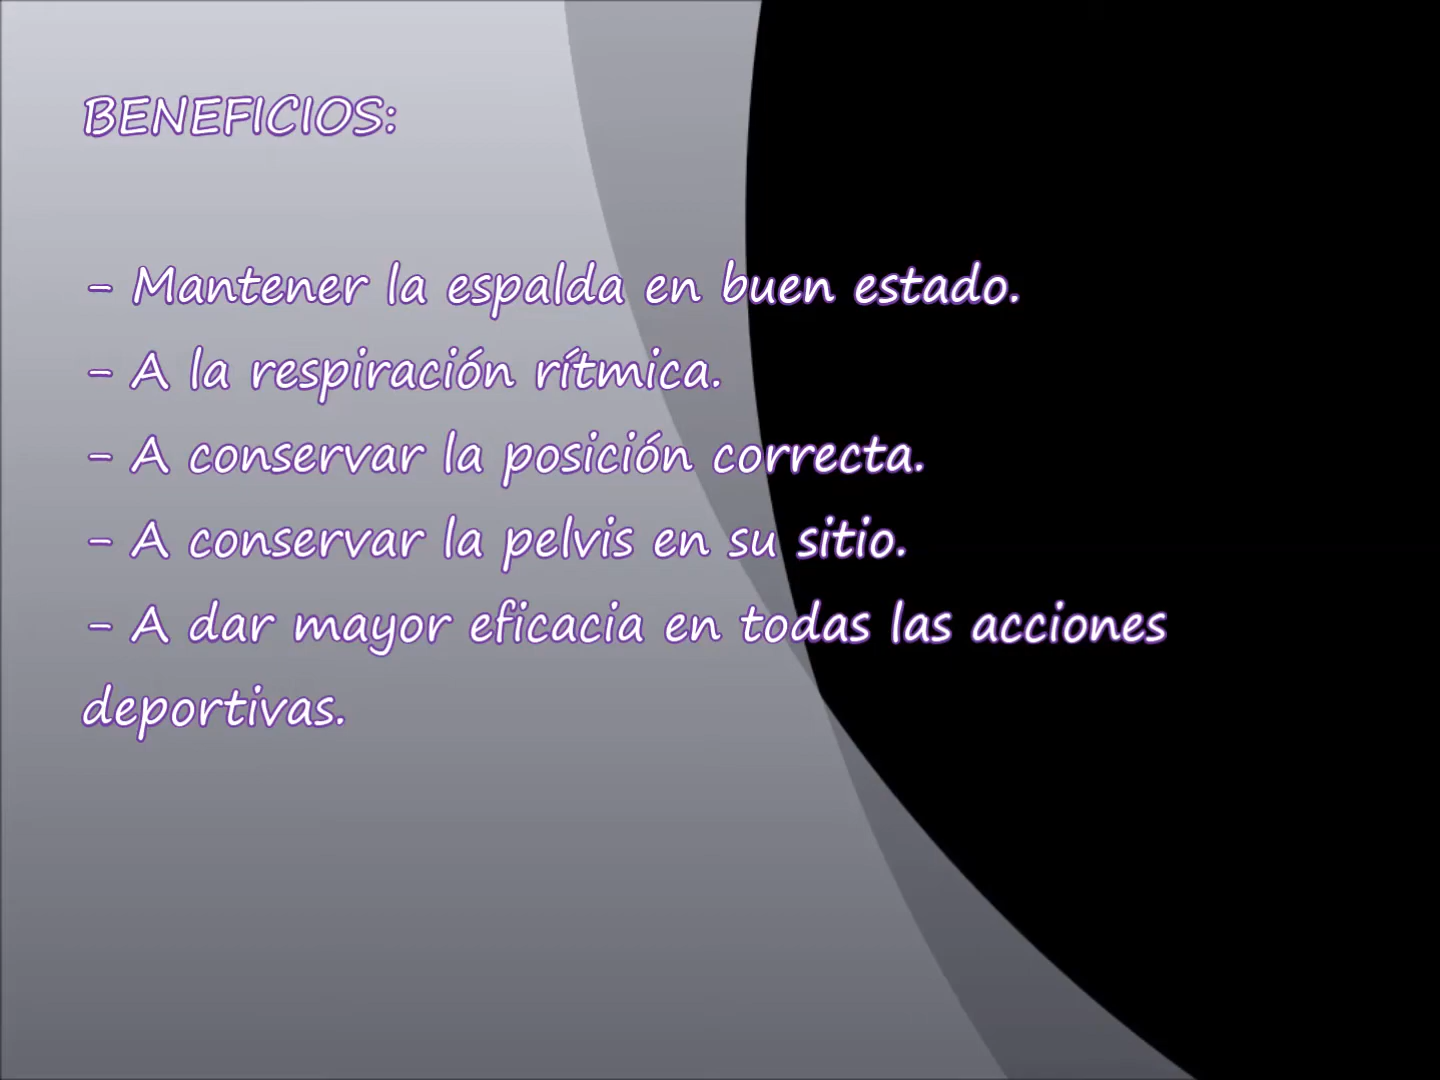 BENEFICIOS:
- Mantener la espalda en buen estado.
- A la respiración rítmica.
- A conservar la posición correcta.
- A conservar la pelvis en su sitio.
- A dar mayor eficacia en todas las acciones
deportivas.